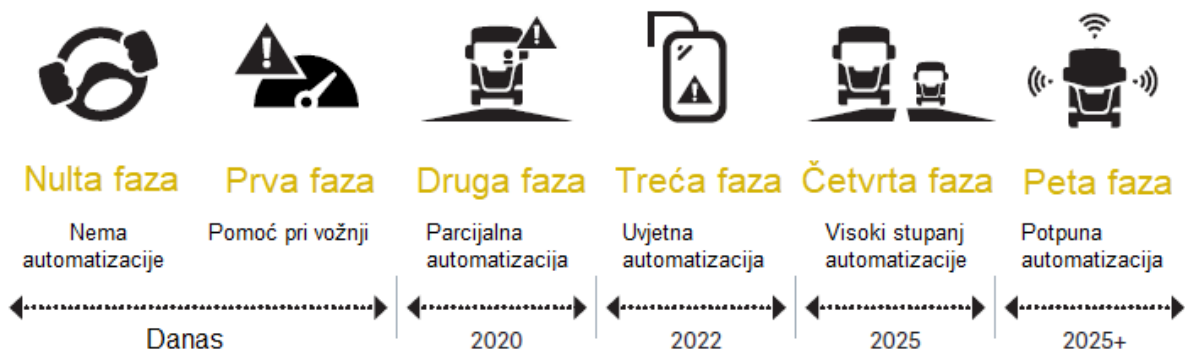 Nulta faza
Prva faza
Druga faza
Treća faza
Četvrta faza
Peta faza
Nema
automatizacije
Pomoć pri vožnji
Parcijalna
automatizacija
Uvjetna
automatizacija
Visoki stupanj
automatizacije
Potpuna
automatizacija
Danas
2020
2022
2025
2025+